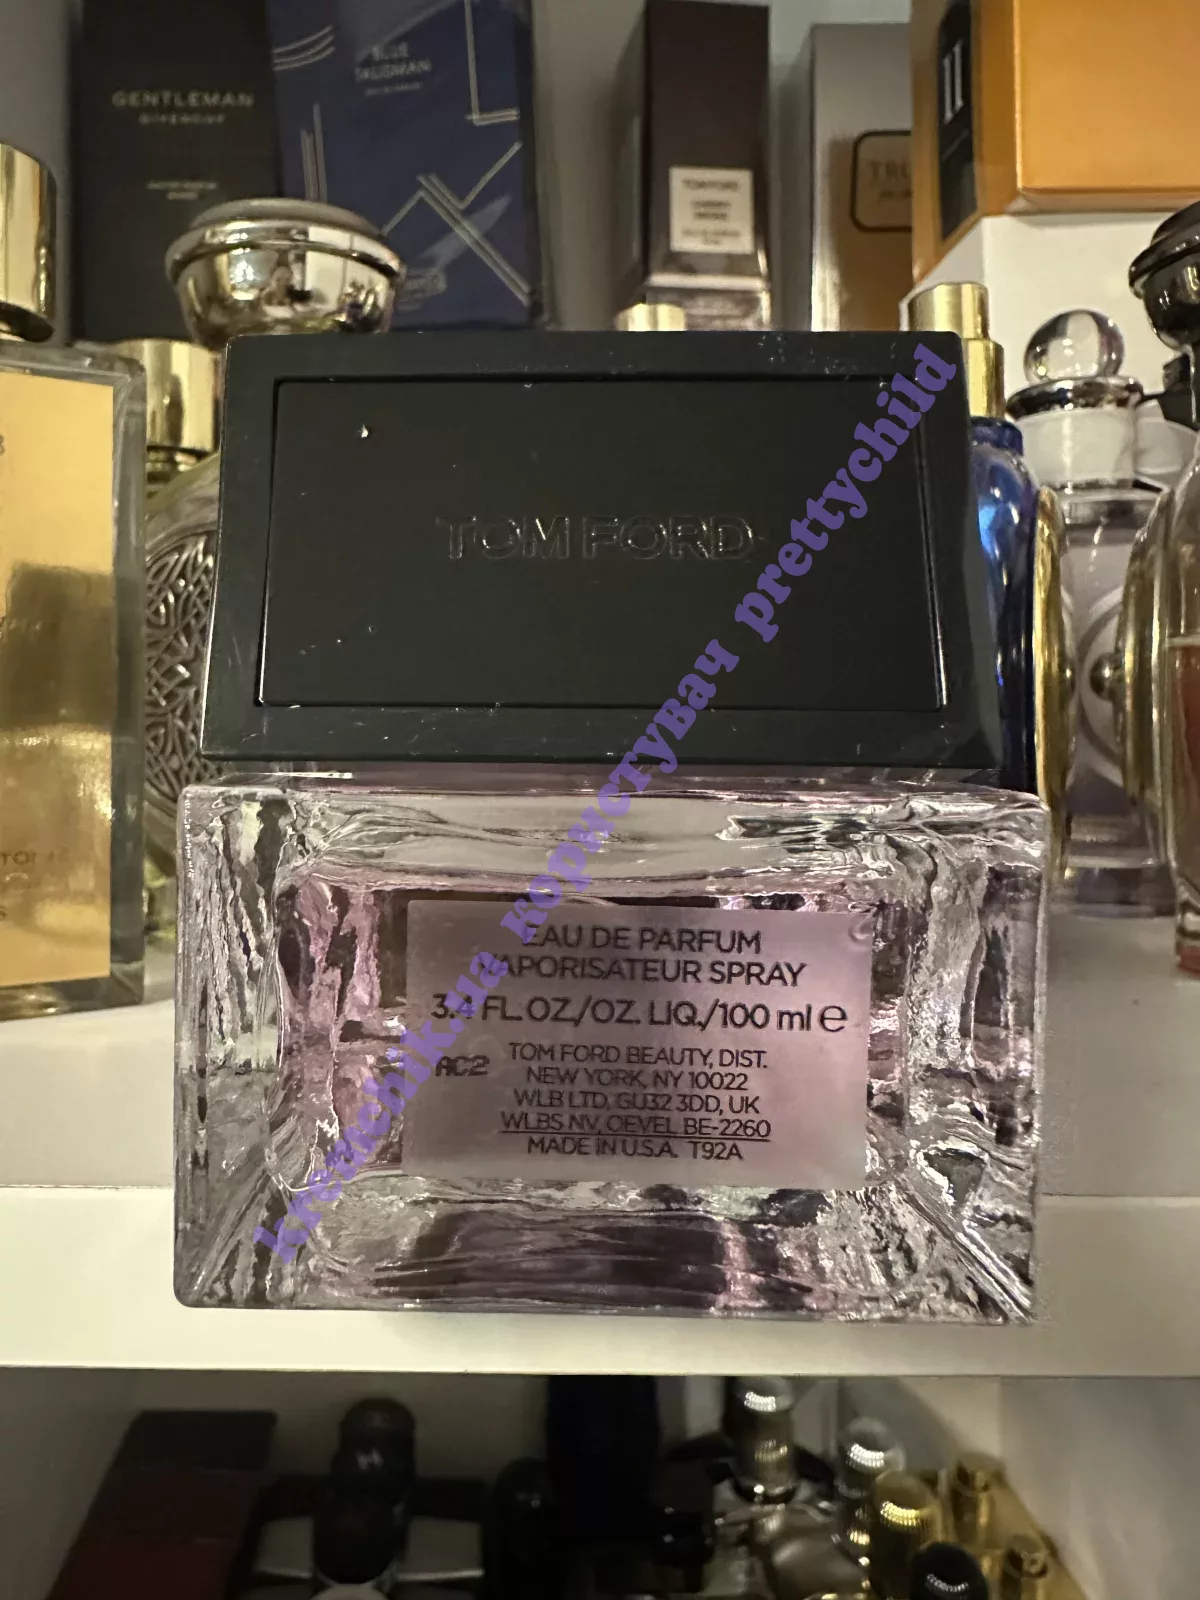 GENTLEMAN
GIVENCHY
BLUE
TALISMAN
TOM FORD
II
TOM FORD
kremchik.ua користувач prettychild
EAU DE PARFUM
VAPORISATEUR SPRAY
3.4 FL.OZ./OZ. LIQ./100 ml e
AC2
TOM FORD BEAUTY, DIST.
NEW YORK, NY 10022
WLB LTD, GU32 3DD, UK
WLBS NV, OEVEL BE-2260
MADE IN U.S.A. T92A